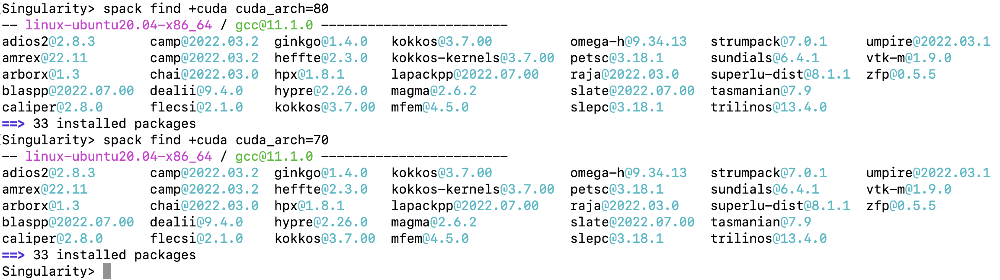 Singularity> spack find +cuda cuda_arch=80
-- linux-ubuntu20.04-x86_64 / gcc@11.1.0 ------------------------
adios2@2.8.3       camp@2022.03.2  ginkgo@1.4.0   kokkos@3.7.00          omega-h@9.34.13  strumpack@7.0.1     umpire@2022.03.1
amrex@22.11        camp@2022.03.2  heffte@2.3.0   kokkos-kernels@3.7.00  petsc@3.18.1     sundials@6.4.1      vtk-m@1.9.0
arborx@1.3         chai@2022.03.0  hpx@1.8.1      lapackpp@2022.07.00    raja@2022.03.0   superlu-dist@8.1.1  zfp@0.5.5
blaspp@2022.07.00  dealii@9.4.0    hypre@2.26.0   magma@2.6.2            slate@2022.07.00  tasmanian@7.9
caliper@2.8.0      flecsi@2.1.0    kokkos@3.7.00  mfem@4.5.0             slepc@3.18.1     trilinos@13.4.0
==> 33 installed packages
Singularity> spack find +cuda cuda_arch=70
-- linux-ubuntu20.04-x86_64 / gcc@11.1.0 ------------------------
adios2@2.8.3       camp@2022.03.2  ginkgo@1.4.0   kokkos@3.7.00          omega-h@9.34.13  strumpack@7.0.1     umpire@2022.03.1
amrex@22.11        camp@2022.03.2  heffte@2.3.0   kokkos-kernels@3.7.00  petsc@3.18.1     sundials@6.4.1      vtk-m@1.9.0
arborx@1.3         chai@2022.03.0  hpx@1.8.1      lapackpp@2022.07.00    raja@2022.03.0   superlu-dist@8.1.1  zfp@0.5.5
blaspp@2022.07.00  dealii@9.4.0    hypre@2.26.0   magma@2.6.2            slate@2022.07.00  tasmanian@7.9
caliper@2.8.0      flecsi@2.1.0    kokkos@3.7.00  mfem@4.5.0             slepc@3.18.1     trilinos@13.4.0
==> 33 installed packages
Singularity>